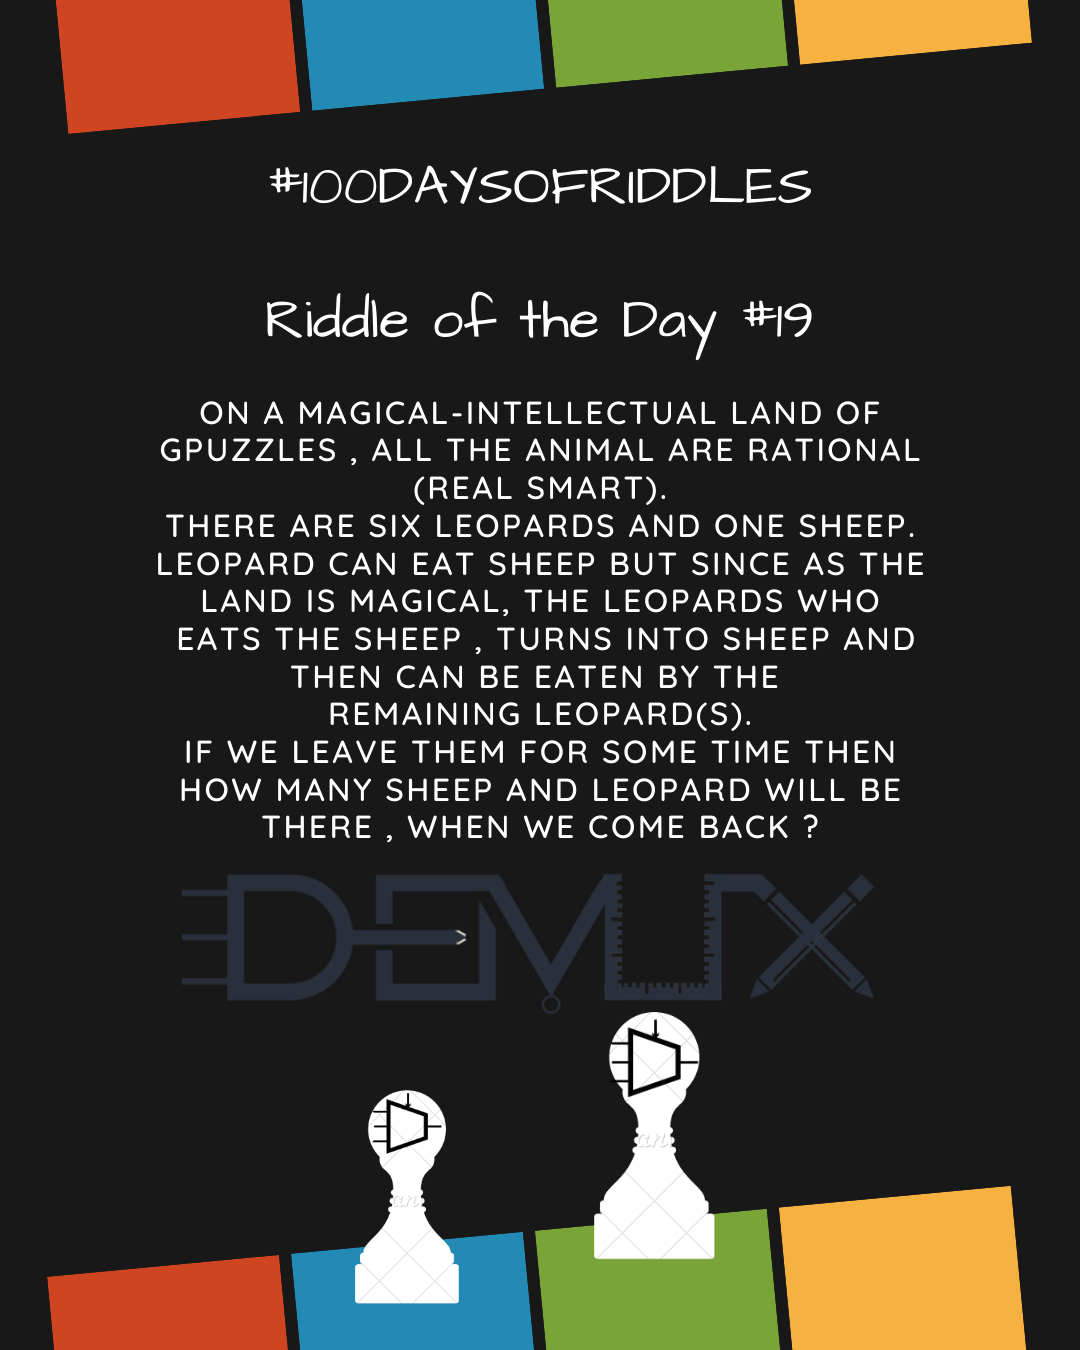 #100DAYSOFRIDDLES
Riddle of the Day #19
ON A MAGICAL-INTELLECTUAL LAND OF
GPUZZLES , ALL THE ANIMAL ARE RATIONAL
(REAL SMART).
THERE ARE SIX LEOPARDS AND ONE SHEEP.
LEOPARD CAN EAT SHEEP BUT SINCE AS THE
LAND IS MAGICAL, THE LEOPARDS WHO
EATS THE SHEEP , TURNS INTO SHEEP AND
THEN CAN BE EATEN BY THE
REMAINING LEOPARD(S).
IF WE LEAVE THEM FOR SOME TIME THEN
HOW MANY SHEEP AND LEOPARD WILL BE
THERE , WHEN WE COME BACK ?
DEMUX